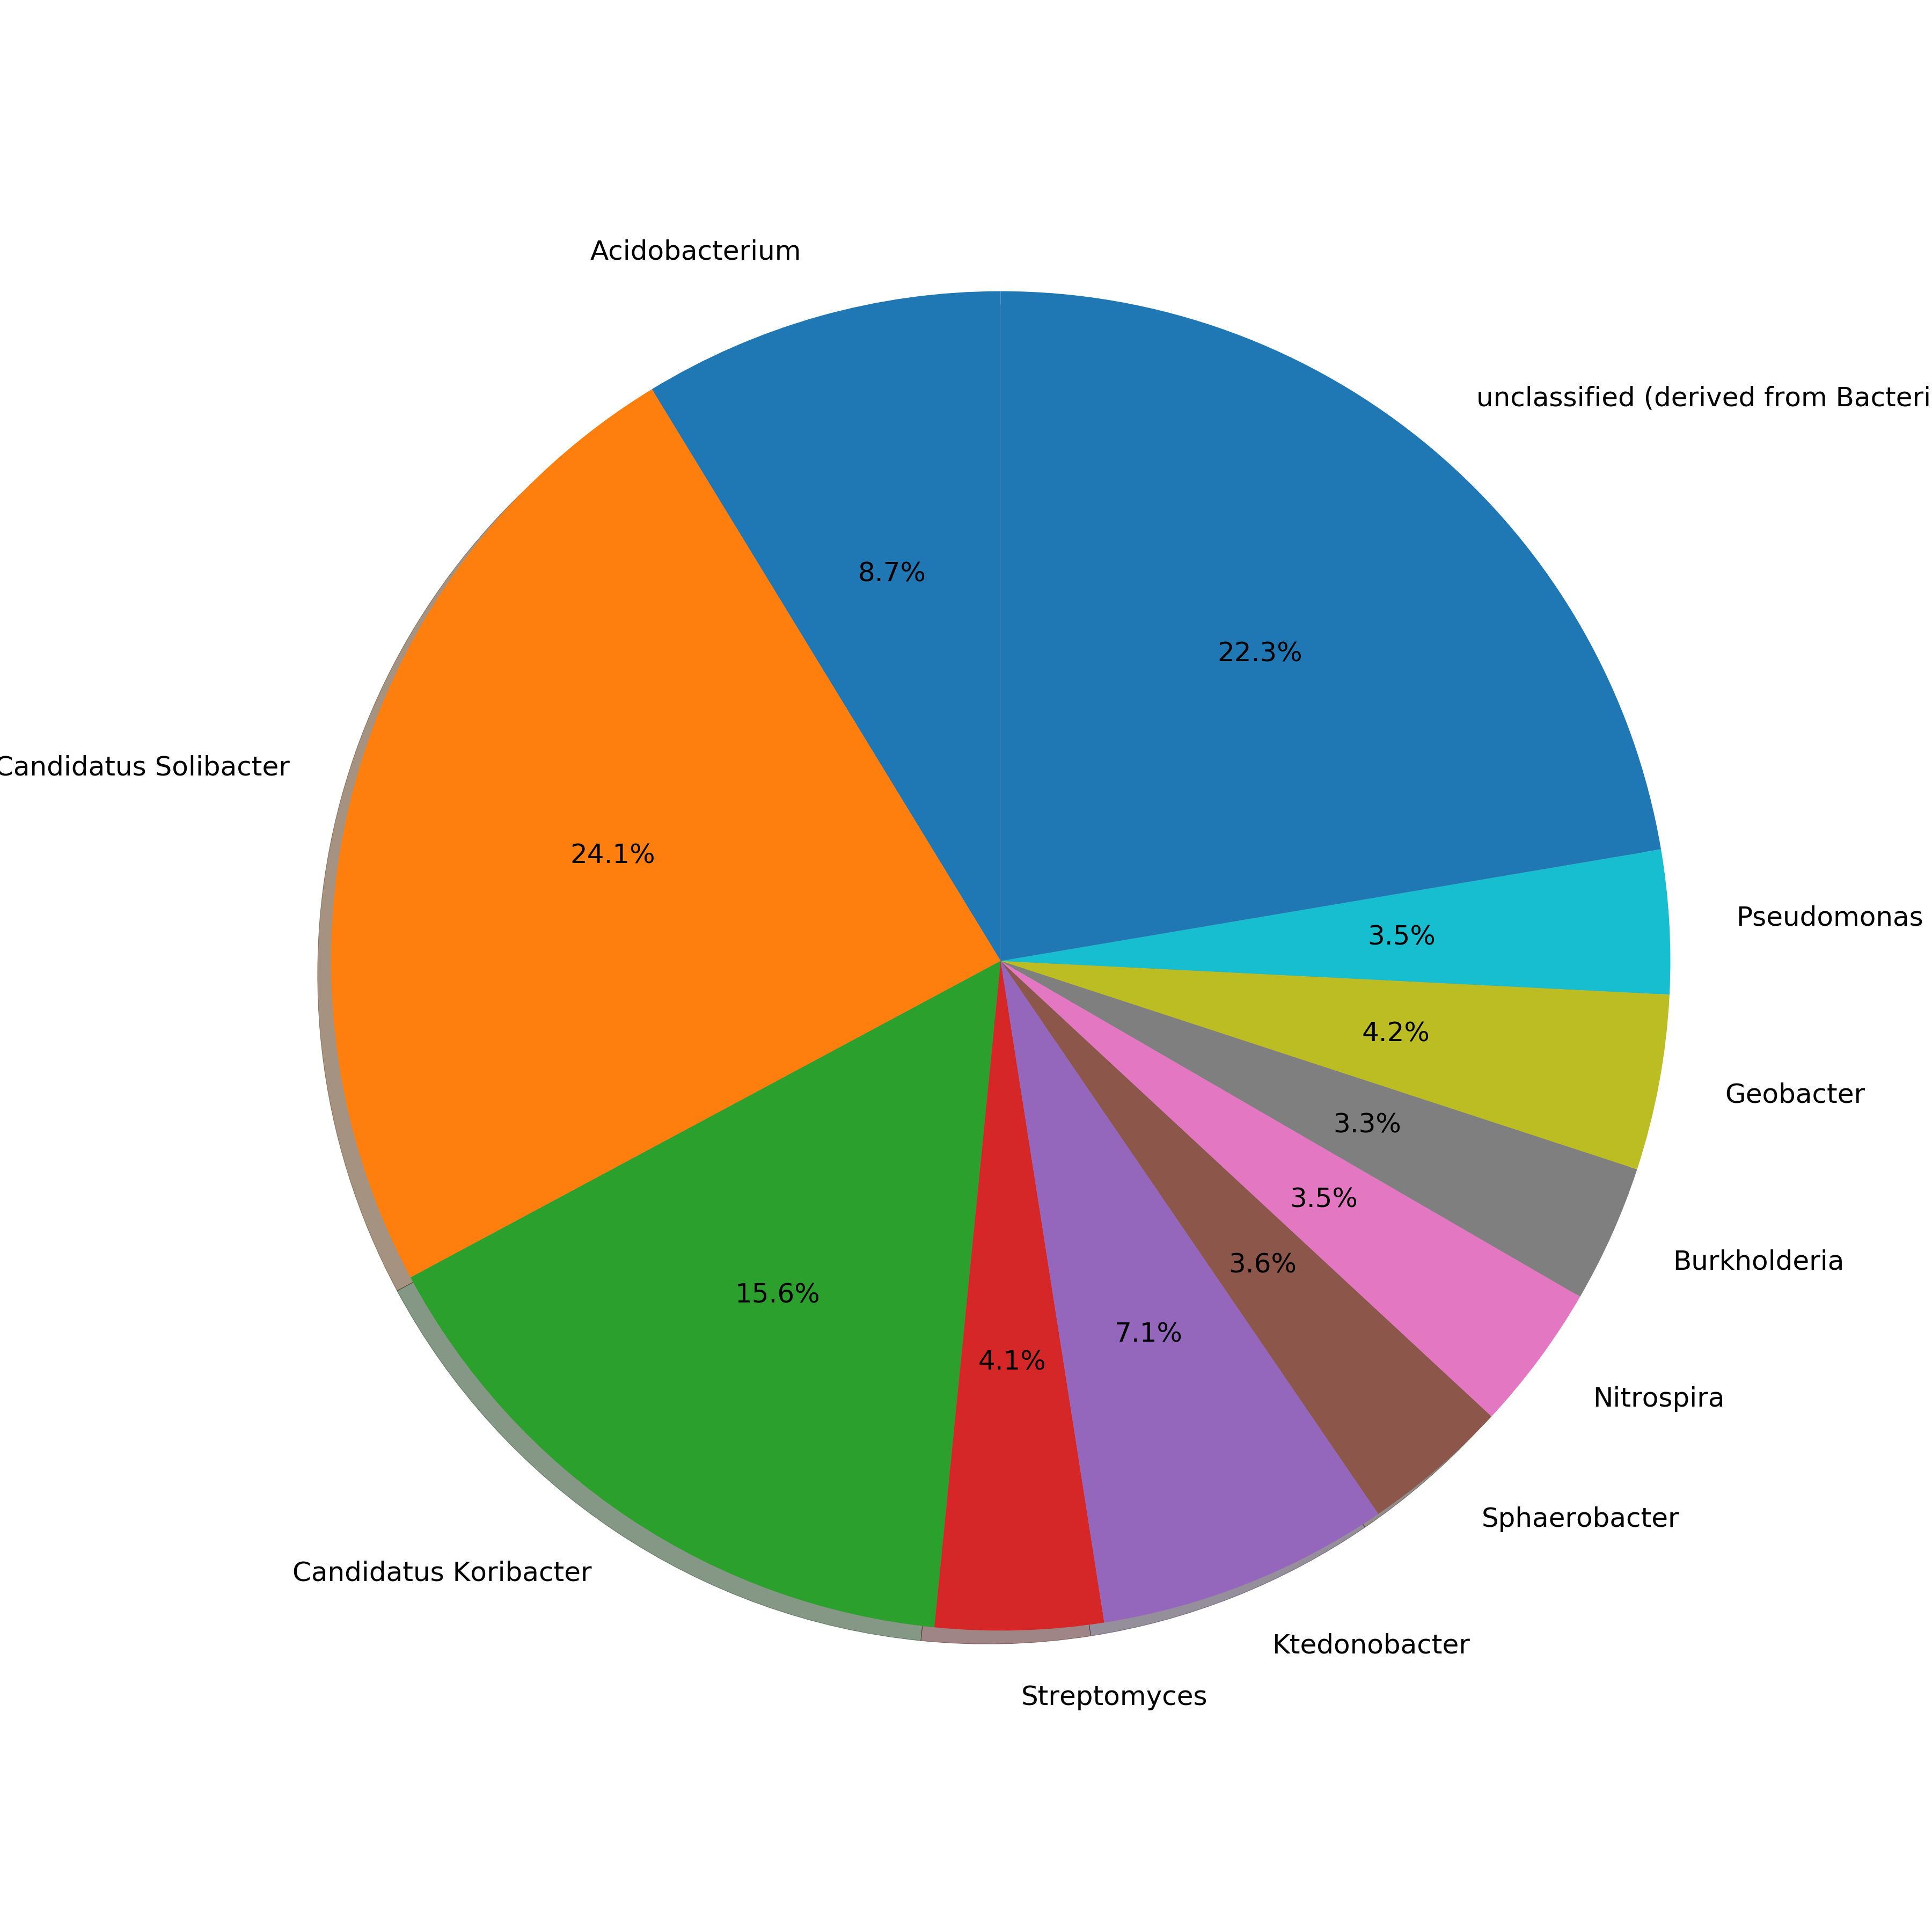 Acidobacterium
unclassified (derived from Bacteri
8.7%
22.3%
Candidatus Solibacter
24.1%
Pseudomonas
3.5%
4.2%
Geobacter
3.3%
3.5%
Burkholderia
3.6%
15.6%
7.1%
4.1%
Nitrospira
Sphaerobacter
Candidatus Koribacter
Ktedonobacter
Streptomyces